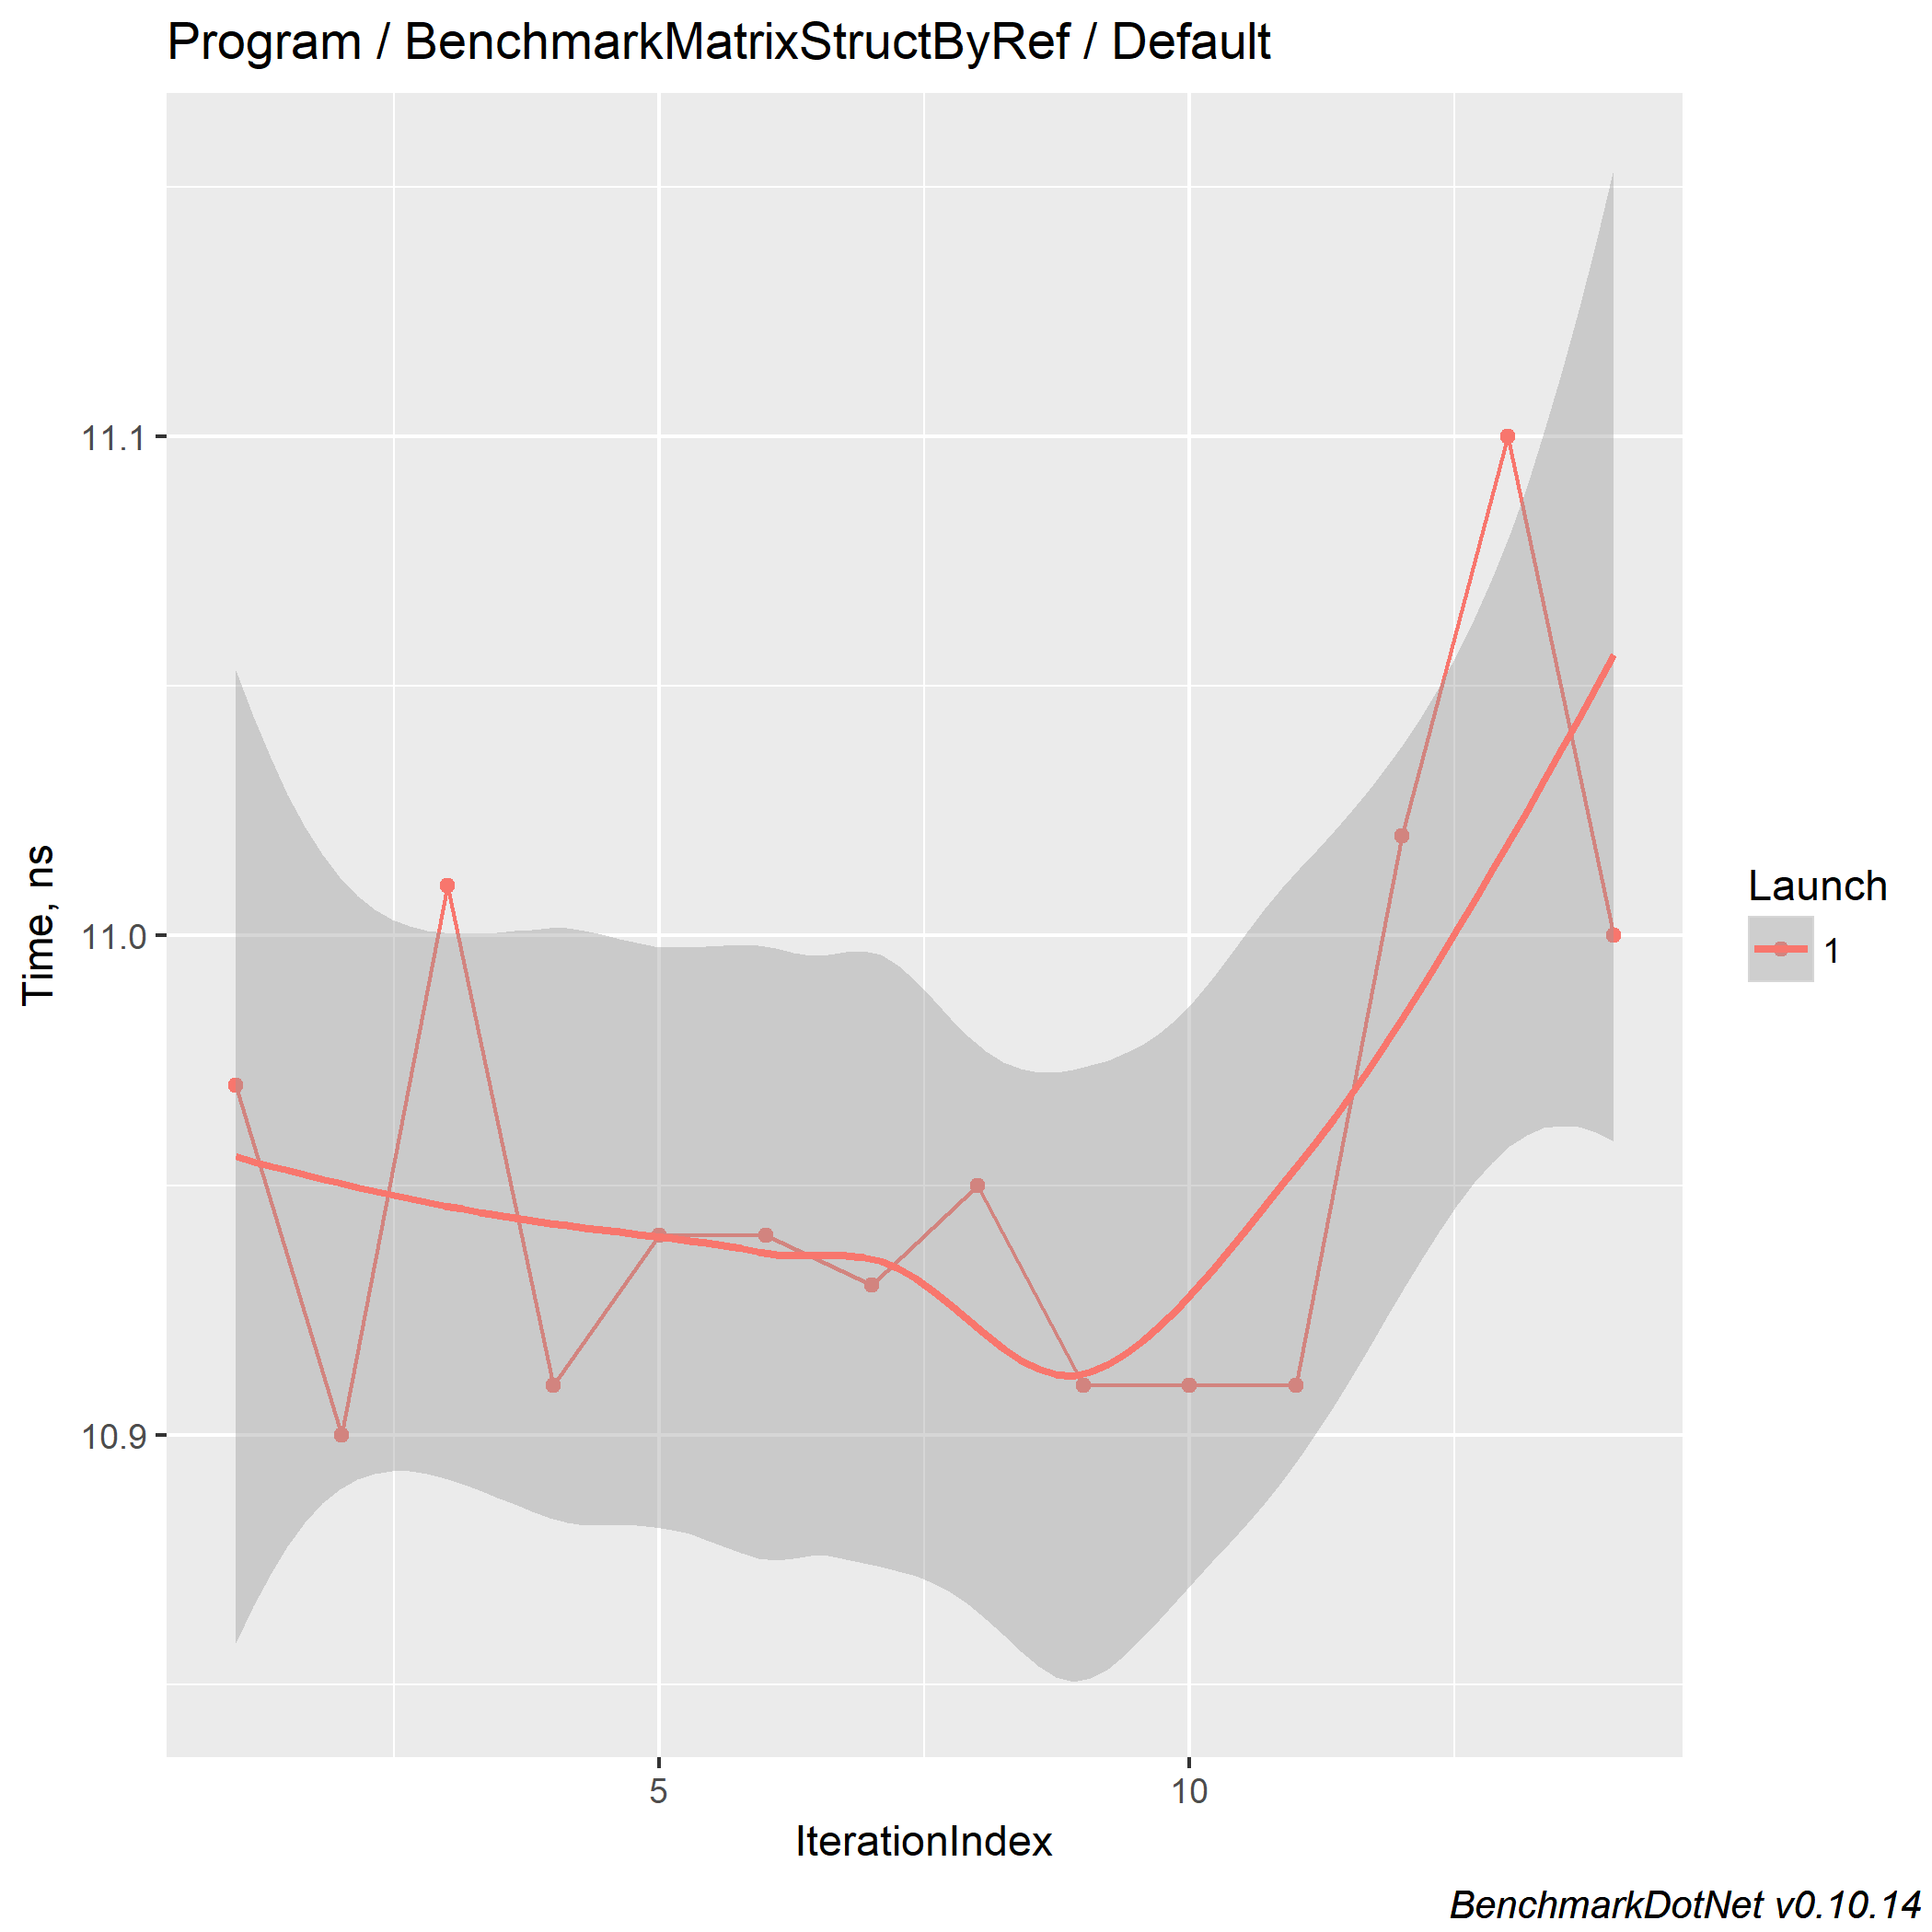 Program / BenchmarkMatrixStructByRef / Default
11.1
11.0
10.9
Time, ns
5
10
IterationIndex
Launch
1
BenchmarkDotNet v0.10.14